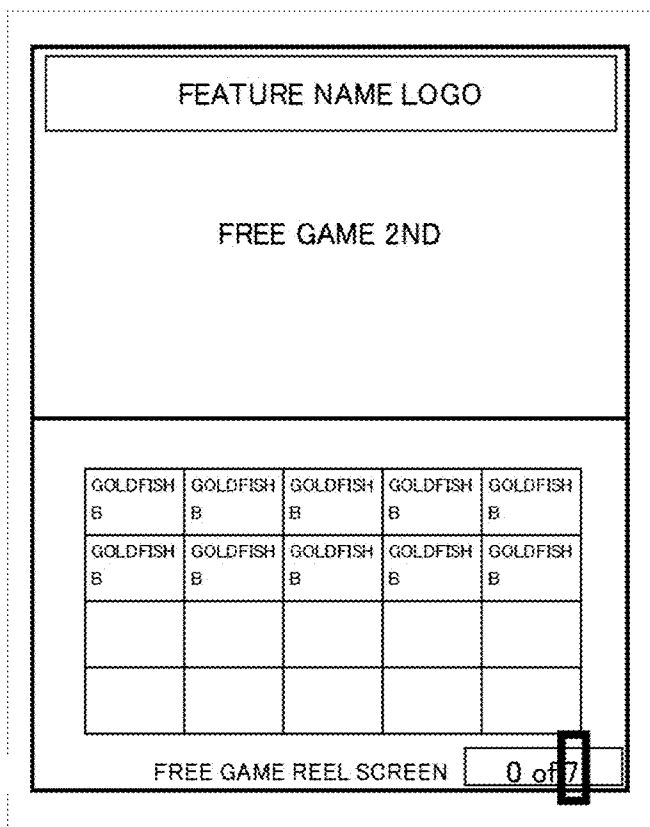 FEATURE NAME LOGO
FREE GAME 2ND
GOLDFISH GOLDFISH GOLDFISH GOLDFISH GOLDFISH
B B B B B
GOLDFISH GOLDFISH GOLDFISH GOLDFISH GOLDFISH
B B B B B
FREE GAME REEL SCREEN 0 of 7